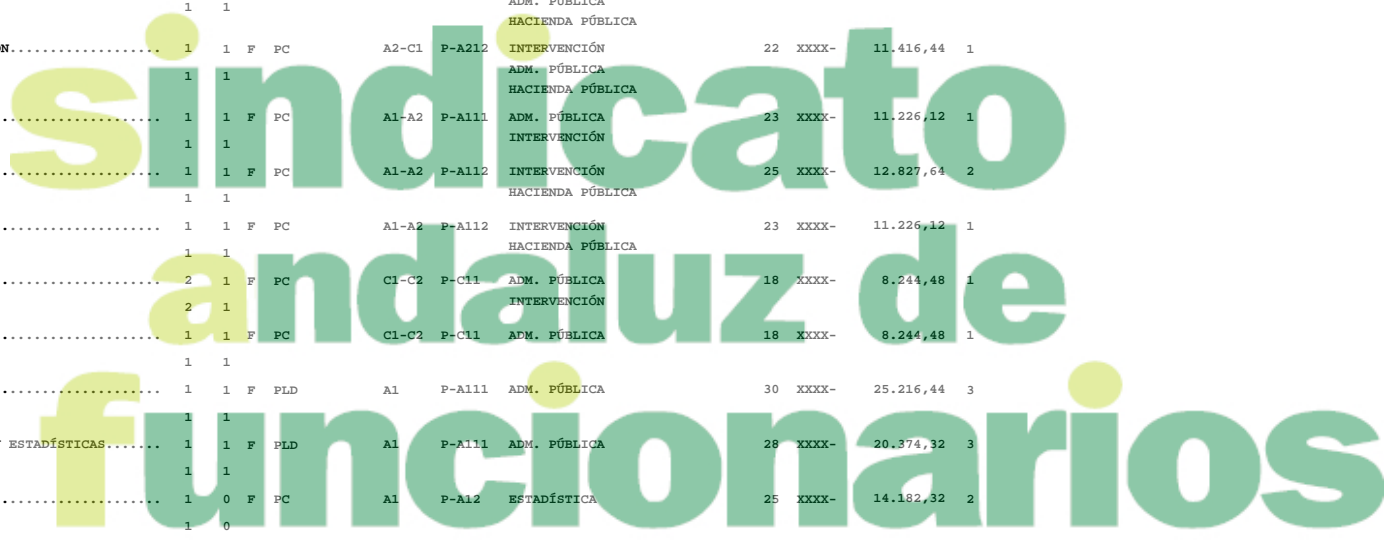 1 1 ADM. PÚBLICA
HACIENDA PÚBLICA
N.................. 1 1 F PC A2-C1 P-A212 INTERVENCIÓN 22 XXXX- 11.416,44 1
1 1 ADM. PÚBLICA
HACIENDA PÚBLICA
.................... 1 1 F PC A1-A2 P-A111 ADM. PÚBLICA 23 XXXX- 11.226,12 1
1 1 INTERVENCIÓN
.................... 1 1 F PC A1-A2 P-A112 INTERVENCIÓN 25 XXXX- 12.827,64 2
1 1 HACIENDA PÚBLICA
.................... 1 1 F PC A1-A2 P-A112 INTERVENCIÓN 23 XXXX- 11.226,12 1
1 1 HACIENDA PÚBLICA
.................... 2 1 F PC C1-C2 P-C11 ADM. PÚBLICA 18 XXXX- 8.244,48 1
2 1 INTERVENCIÓN
.................... 1 1 F PC C1-C2 P-C11 ADM. PÚBLICA 18 XXXX- 8.244,48 1
1 1
.................... 1 1 F PLD A1 P-A111 ADM. PÚBLICA 30 XXXX- 25.216,44 3
1 1
ESTADÍSTICAS....... 1 1 F PLD A1 P-A111 ADM. PÚBLICA 28 XXXX- 20.374,32 3
1 1
.................... 1 0 F PC A1 P-A12 ESTADÍSTICA 25 XXXX- 14.182,32 2
1 0
sindicato
andaluz de
funcionarios